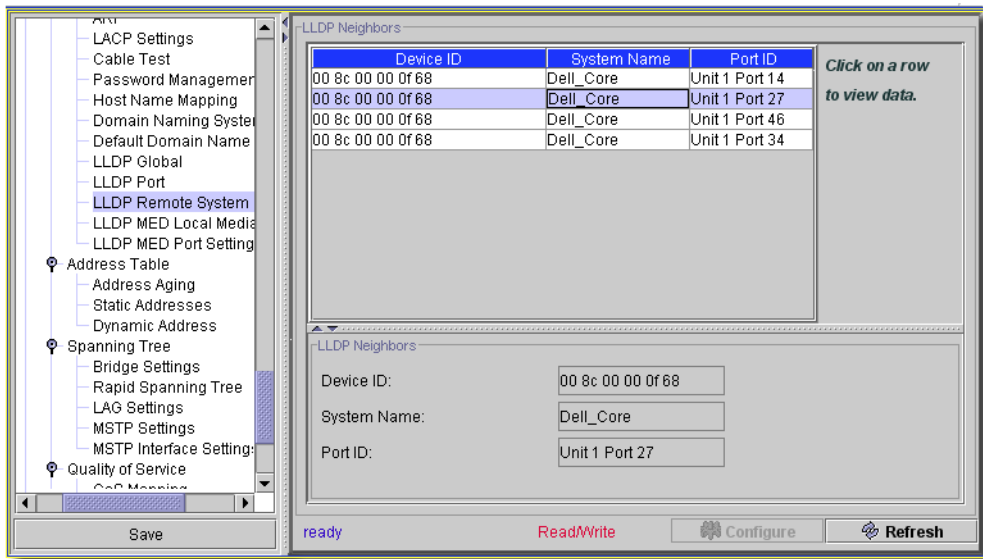 LACP Settings
Cable Test
Password Managemer
Host Name Mapping
Domain Naming Syster
Default Domain Name
LLDP Global
LLDP Port
LLDP Remote System
LLDP MED Local Media
LLDP MED Port Setting
Address Table
Address Aging
Static Addresses
Dynamic Address
Spanning Tree
Bridge Settings
Rapid Spanning Tree
LAG Settings
MSTP Settings
MSTP Interface Settings
Quality of Service
Save
LLDP Neighbors
Device ID System Name Port ID
00 8c 00 00 0f 68 Dell_Core Unit 1 Port 14
00 8c 00 00 0f 68 Dell_Core Unit 1 Port 27
00 8c 00 00 0f 68 Dell_Core Unit 1 Port 46
00 8c 00 00 0f 68 Dell_Core Unit 1 Port 34
Click on a row
to view data.
LLDP Neighbors
Device ID: 00 8c 00 00 0f 68
System Name: Dell_Core
Port ID: Unit 1 Port 27
ready Read/Write Configure Refresh